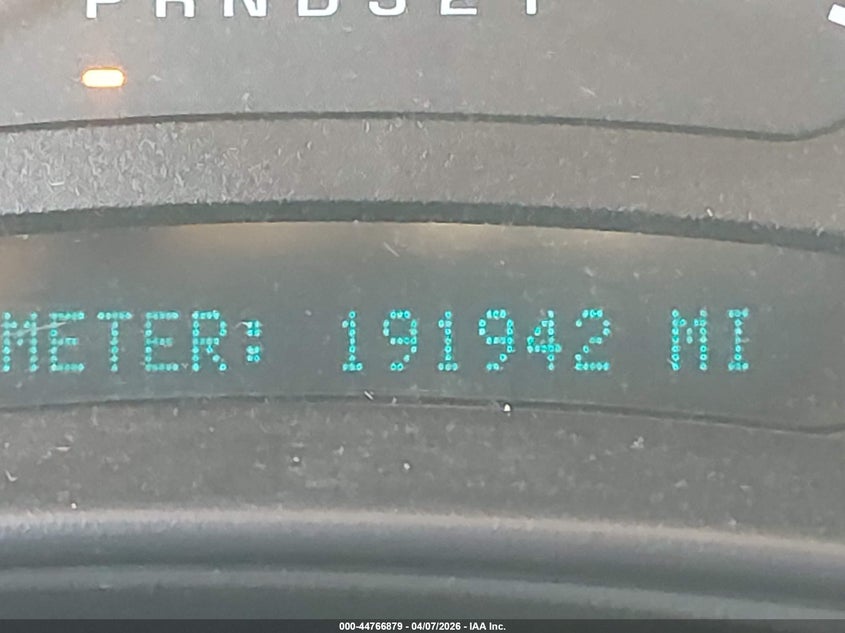 PRNDS21
METER: 191942 MI
000-44766879 - 04/07/2026 - IAA Inc.